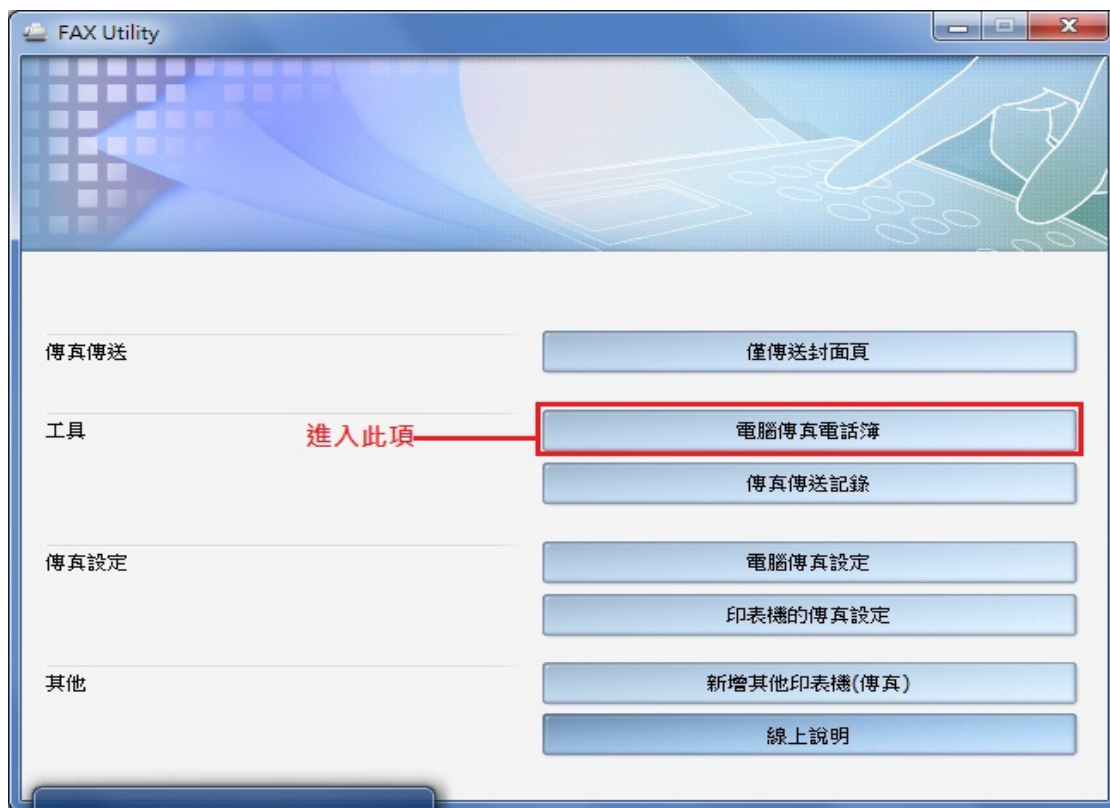 FAX Utility
傳真傳送
僅傳送封面頁
工具
進入此項
電腦傳真電話簿
傳真傳送記錄
傳真設定
電腦傳真設定
印表機的傳真設定
其他
新增其他印表機(傳真)
線上說明